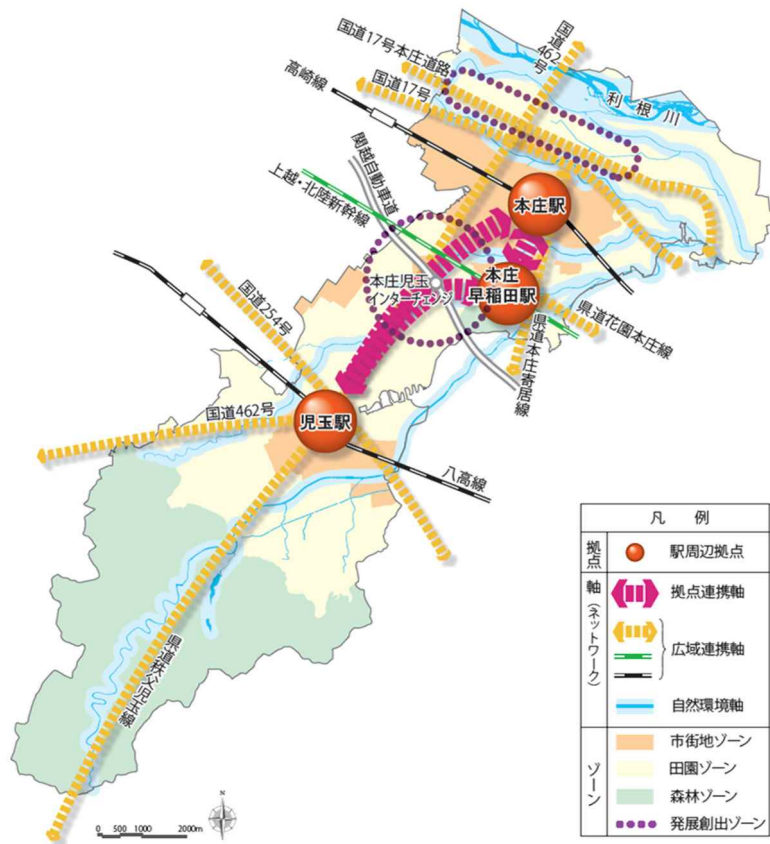 国道462号
国道17号本庄道路
国道17号
高崎線
利根川
関越自動車道
上越・北陸新幹線
本庄駅
本庄児玉
インターチェンジ
本庄
早稲田駅
県道花園本庄線
県道本庄寄居線
国道254号
国道462号
児玉駅
八高線
県道秩父児玉線
0 500 1000 2000m
N
凡 例
拠点
駅周辺拠点
軸(ネットワーク)
拠点連携軸
広域連携軸
自然環境軸
ゾーン
市街地ゾーン
田園ゾーン
森林ゾーン
発展創出ゾーン